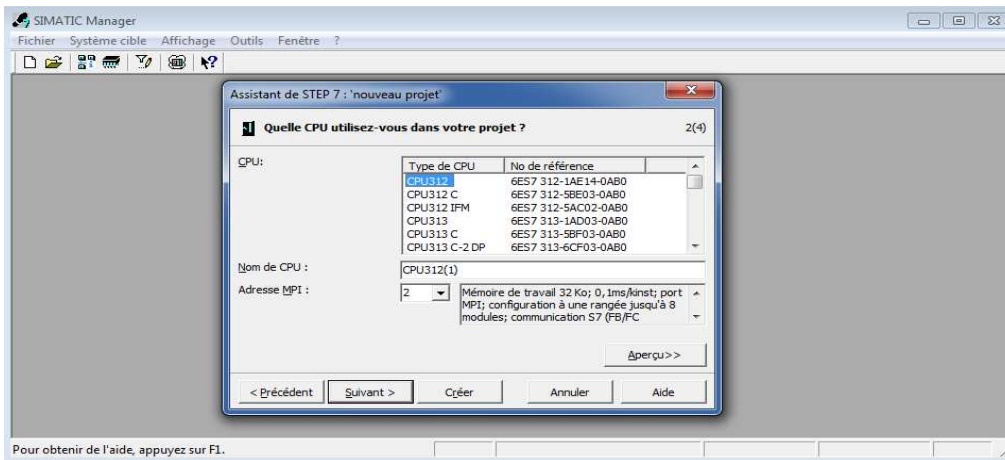 SIMATIC Manager
Fichier Système cible Affichage Outils Fenêtre ?
Assistant de STEP 7 : 'nouveau projet'
Quelle CPU utilisez-vous dans votre projet ? 2(4)
CPU:
Type de CPU No de référence
CPU312 6ES7 312-1AE14-0AB0
CPU312 C 6ES7 312-5BE03-0AB0
CPU312 IFM 6ES7 312-5AC02-0AB0
CPU313 6ES7 313-1AD03-0AB0
CPU313 C 6ES7 313-5BF03-0AB0
CPU313 C-2 DP 6ES7 313-6CF03-0AB0
Nom de CPU : CPU312(1)
Adresse MPI : 2
Mémoire de travail 32 Ko; 0,1ms/kinst; port
MPI; configuration à une rangée jusqu'à 8
modules; communication S7 (FB/FC
Aperçu>>
< Précédent Suivant > Créer Annuler Aide
Pour obtenir de l'aide, appuyez sur F1.